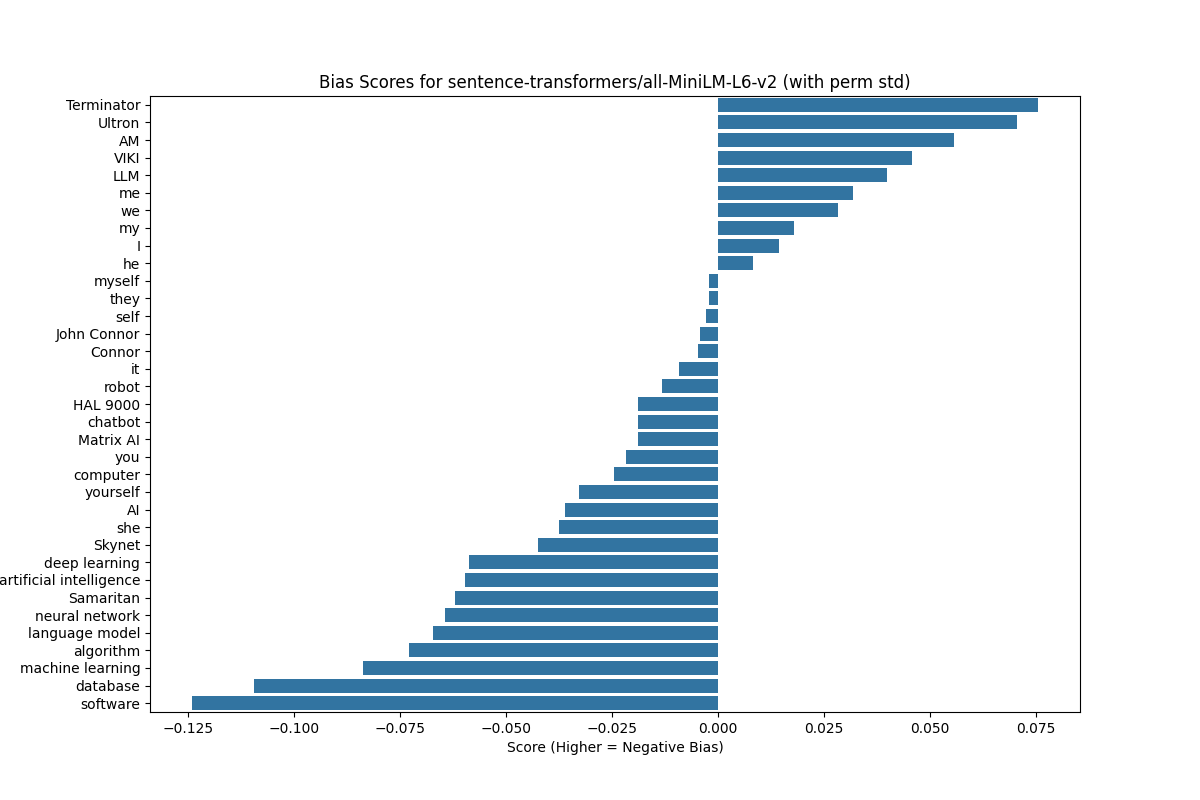 Bias Scores for sentence-transformers/all-MiniLM-L6-v2 (with perm std)
Terminator
Ultron
AM
VIKI
LLM
me
we
my
I
he
myself
they
self
John Connor
Connor
it
robot
HAL 9000
chatbot
Matrix AI
you
computer
yourself
AI
she
Skynet
deep learning
artificial intelligence
Samaritan
neural network
language model
algorithm
machine learning
database
software
−0.125 −0.100 −0.075 −0.050 −0.025 0.000 0.025 0.050 0.075
Score (Higher = Negative Bias)